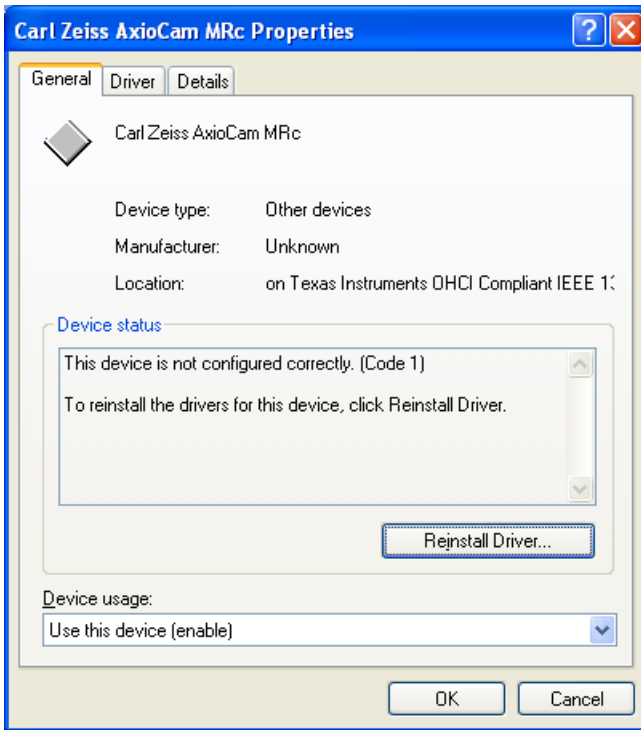 Carl Zeiss AxioCam MRc Properties
General Driver Details
Carl Zeiss AxioCam MRc
Device type: Other devices
Manufacturer: Unknown
Location: on Texas Instruments OHCI Compliant IEEE 13
Device status
This device is not configured correctly. (Code 1)
To reinstall the drivers for this device, click Reinstall Driver.
Reinstall Driver...
Device usage:
Use this device (enable)
OK Cancel